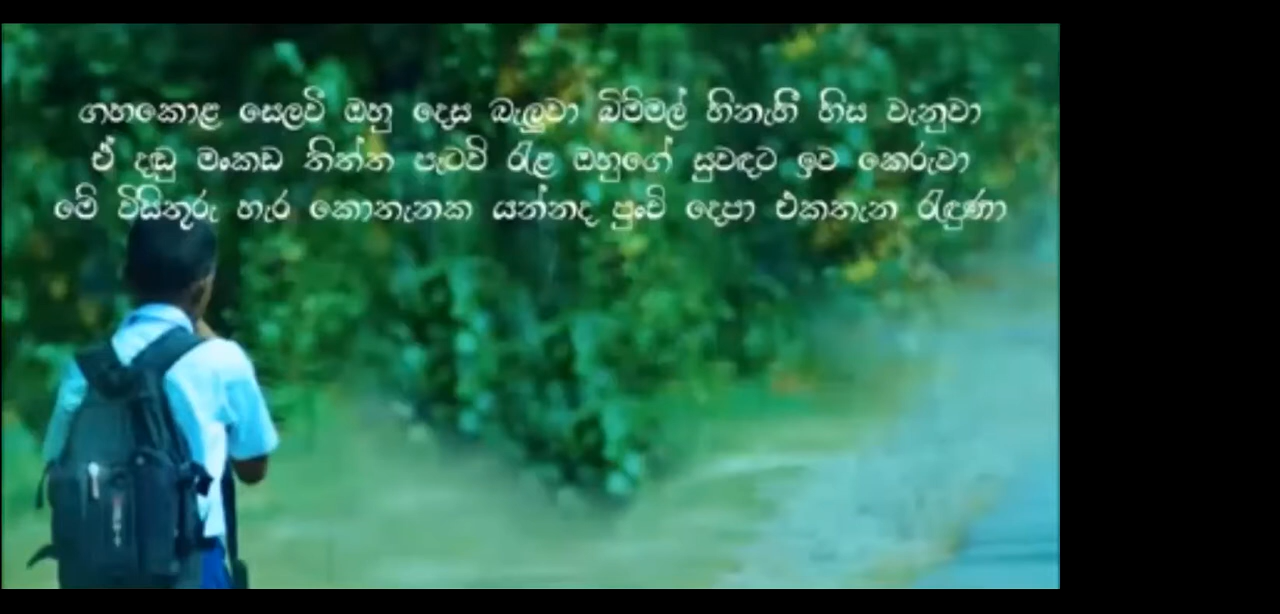 ගහකොළ සෙලවී ඔහු දෙස බැලුවා බිම්මල් හිනැහී හිස වැනුවා
ඒ දඬු මංකඩ තිත්ත පැටවී රැළ ඔහුගේ සුවඳට ඉව කෙරුවා
මේ විසිතුරු හැර කොතැනක යන්නද පුංචි දෙපා එකතැන රැඳුණා